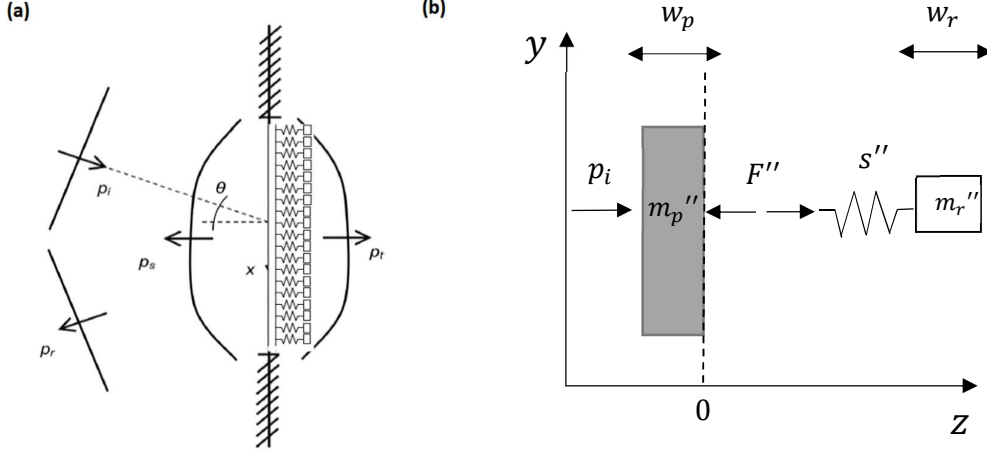 (a)
p_i
θ
p_s
x
p_t
p_r
(b)
w_p
w_r
y
p_i
m_p''
F''
s''
m_r''
0
z